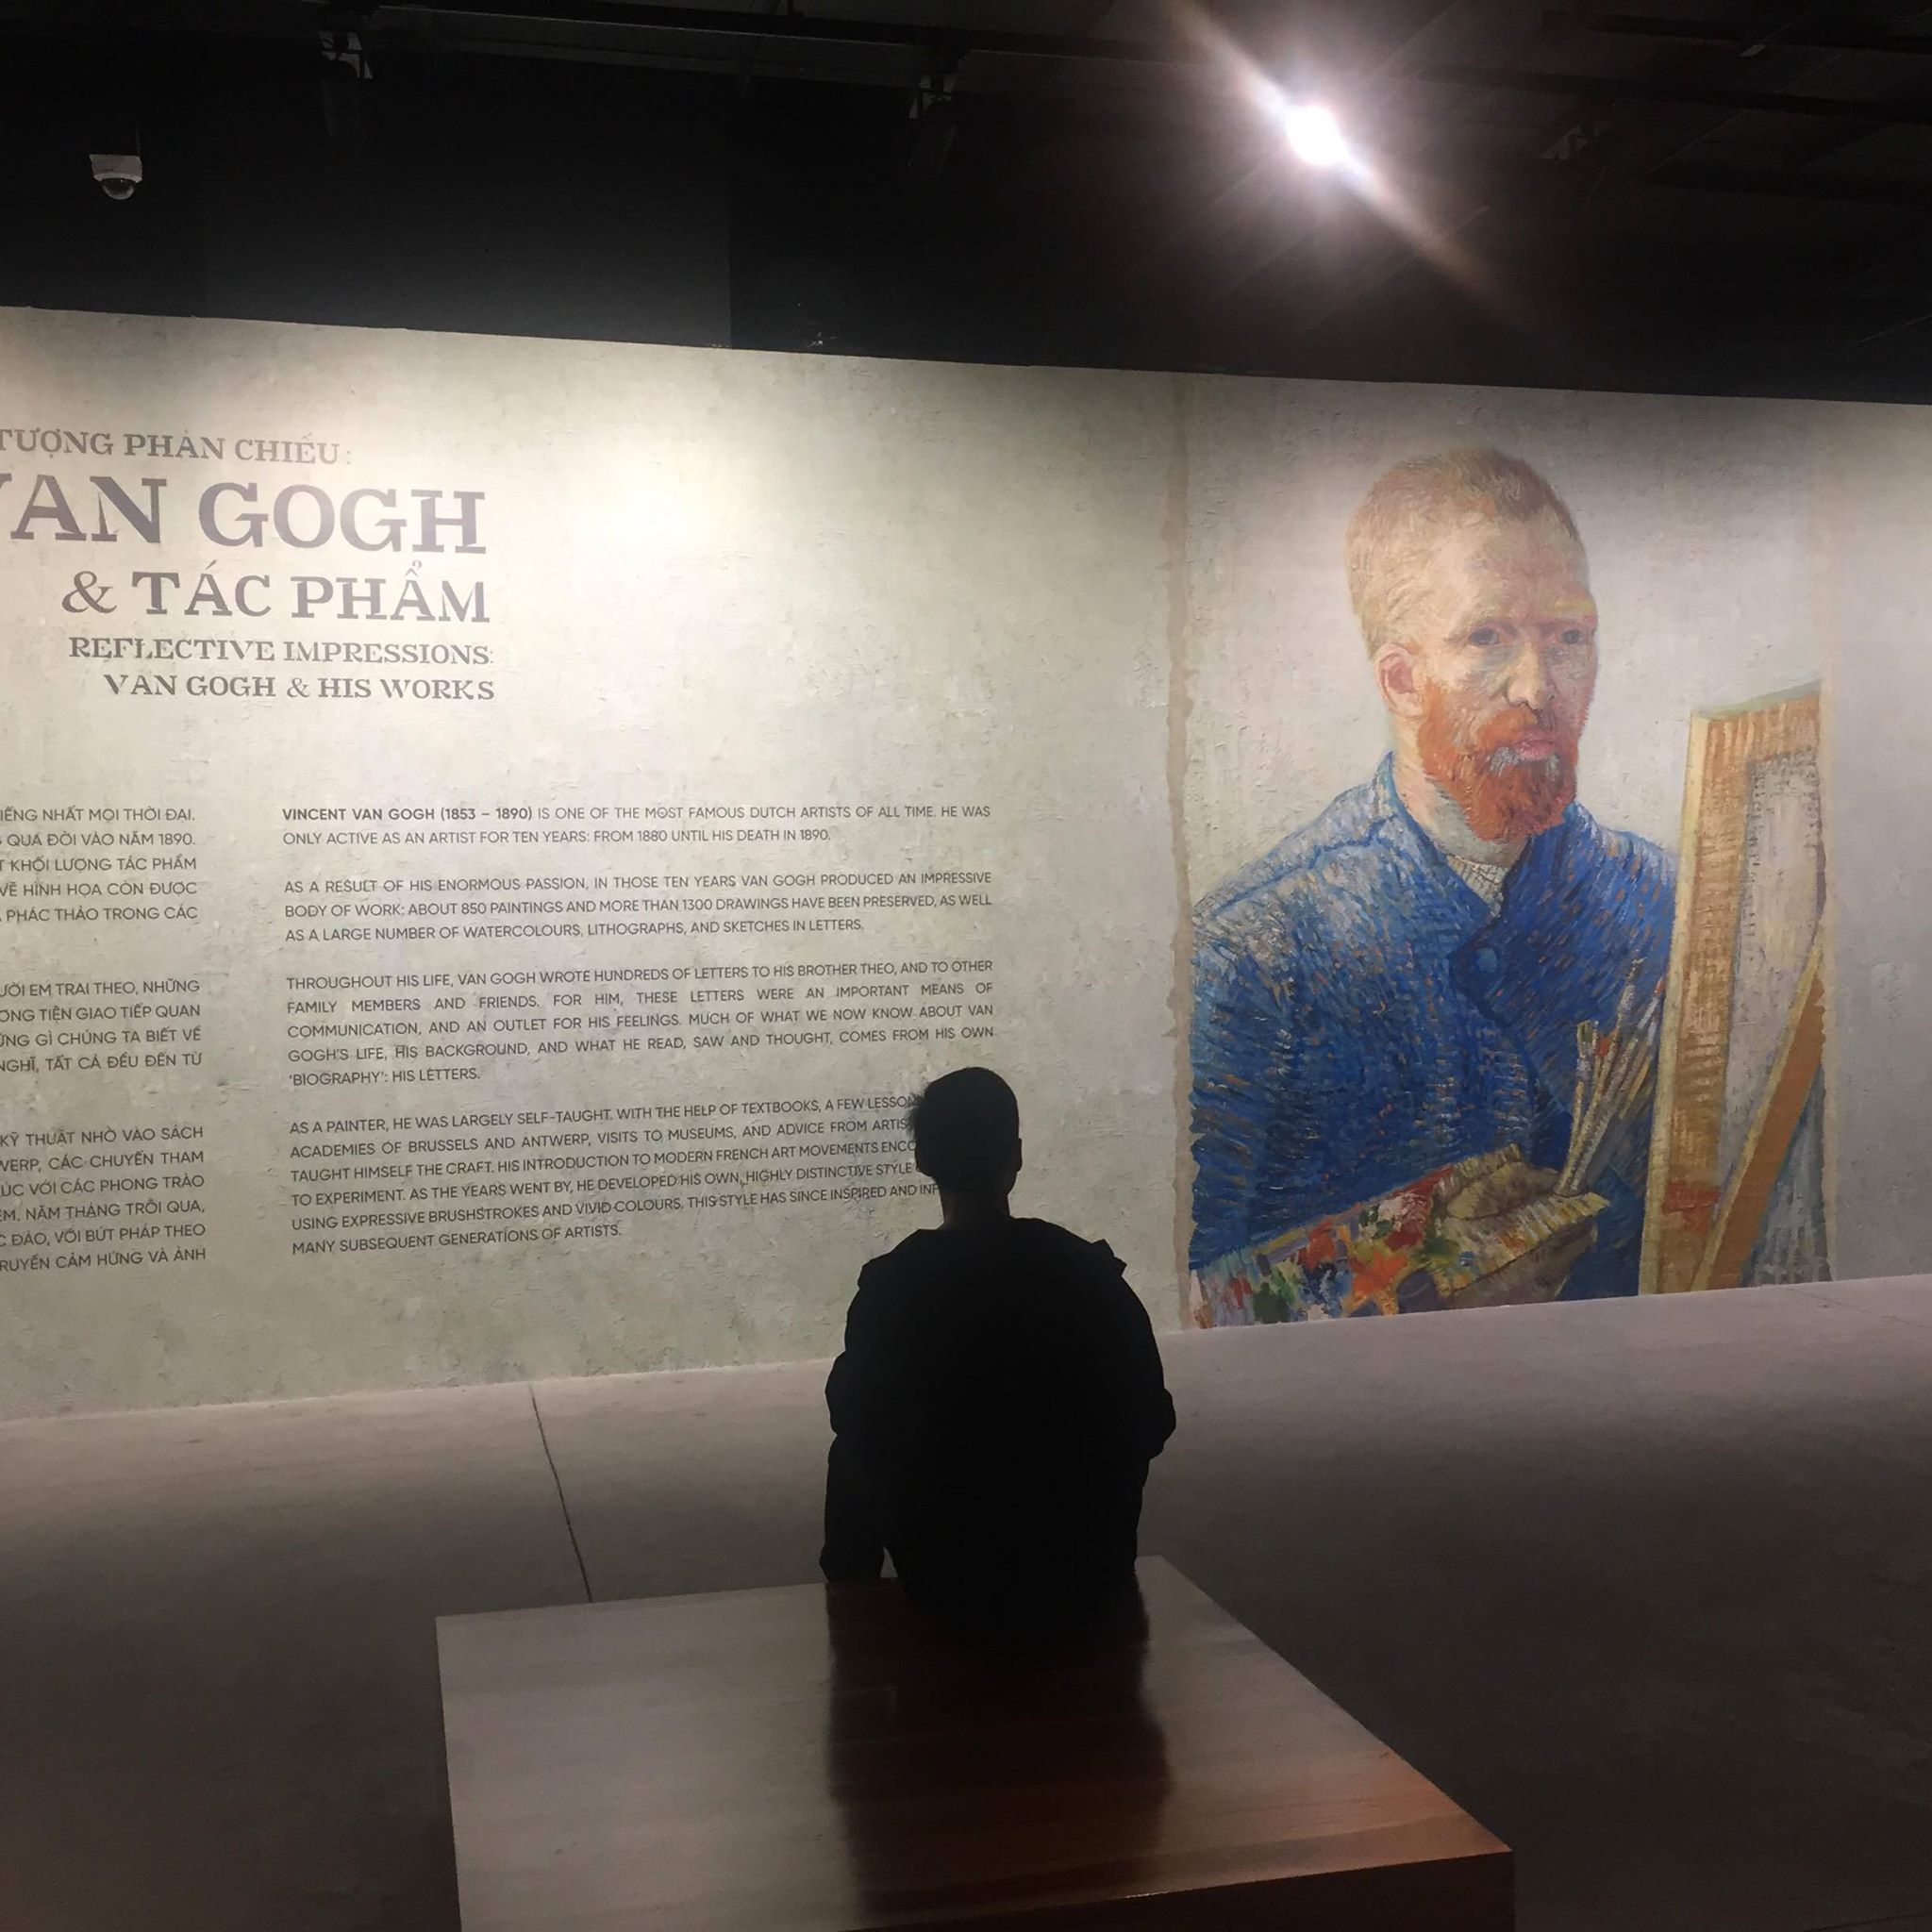 TƯỢNG PHẢN CHIẾU:
VAN GOGH
& TÁC PHẨM
REFLECTIVE IMPRESSIONS:
VAN GOGH & HIS WORKS
NHẤT MỌI THỜI ĐẠI.
QUA ĐỜI VÀO NĂM 1890.
KHỐI LƯỢNG TÁC PHẨM
VỀ HÌNH HỌA CÒN ĐƯỢC
PHÁC THẢO TRONG CÁC
EM TRAI THEO, NHỮNG
TIỆN GIAO TIẾP QUAN
GÌ CHÚNG TA BIẾT VỀ
NGHĨ, TẤT CẢ ĐỀU ĐẾN TỪ
KỸ THUẬT NHỜ VÀO SÁCH
CÁC CHUYẾN THAM
VỚI CÁC PHONG TRÀO
NĂM THÁNG TRÔI QUA,
ĐÁO, VỚI BÚT PHÁP THEO
CẢM HỨNG VÀ ẢNH
VINCENT VAN GOGH (1853 – 1890) IS ONE OF THE MOST FAMOUS DUTCH ARTISTS OF ALL TIME. HE WAS
ONLY ACTIVE AS AN ARTIST FOR TEN YEARS: FROM 1880 UNTIL HIS DEATH IN 1890.
AS A RESULT OF HIS ENORMOUS PASSION, IN THOSE TEN YEARS VAN GOGH PRODUCED AN IMPRESSIVE
BODY OF WORK: ABOUT 850 PAINTINGS AND MORE THAN 1300 DRAWINGS HAVE BEEN PRESERVED, AS WELL
AS A LARGE NUMBER OF WATERCOLOURS, LITHOGRAPHS, AND SKETCHES IN LETTERS.
THROUGHOUT HIS LIFE, VAN GOGH WROTE HUNDREDS OF LETTERS TO HIS BROTHER THEO, AND TO OTHER
FAMILY MEMBERS AND FRIENDS. FOR HIM, THESE LETTERS WERE AN IMPORTANT MEANS OF
COMMUNICATION, AND AN OUTLET FOR HIS FEELINGS. MUCH OF WHAT WE NOW KNOW ABOUT VAN
GOGH'S LIFE, HIS BACKGROUND, AND WHAT HE READ, SAW AND THOUGHT, COMES FROM HIS OWN
'BIOGRAPHY': HIS LETTERS.
AS A PAINTER, HE WAS LARGELY SELF-TAUGHT. WITH THE HELP OF TEXTBOOKS, A FEW
ACADEMIES OF BRUSSELS AND ANTWERP, VISITS TO MUSEUMS, AND ADVICE FROM
TAUGHT HIMSELF THE CRAFT. HIS INTRODUCTION TO MODERN FRENCH ART MOVEMENTS
TO EXPERIMENT. AS THE YEARS WENT BY, HE DEVELOPED HIS OWN, HIGHLY DISTINCTIVE STYLE
USING EXPRESSIVE BRUSHSTROKES AND VIVID COLOURS. THIS STYLE HAS SINCE INSPIRED AND
MANY SUBSEQUENT GENERATIONS OF ARTISTS.